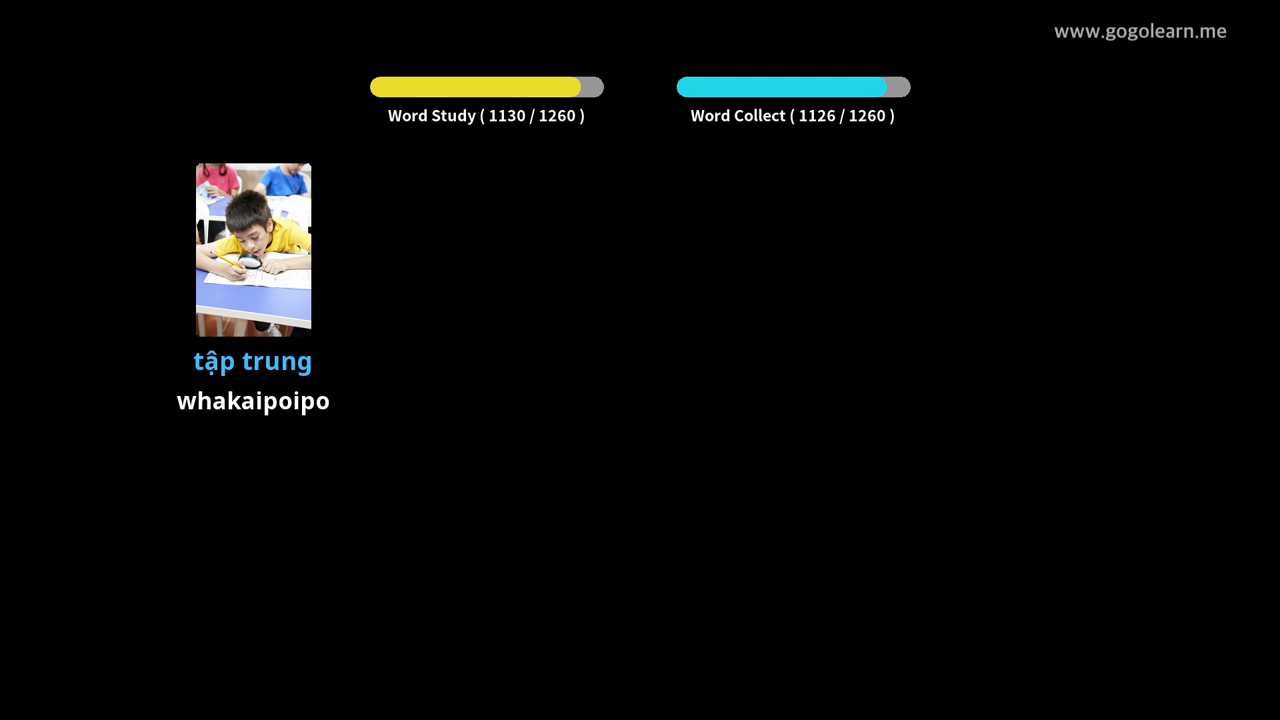 www.gogolearn.me
Word Study ( 1130 / 1260 )
Word Collect ( 1126 / 1260 )
tập trung
whakaipoipo